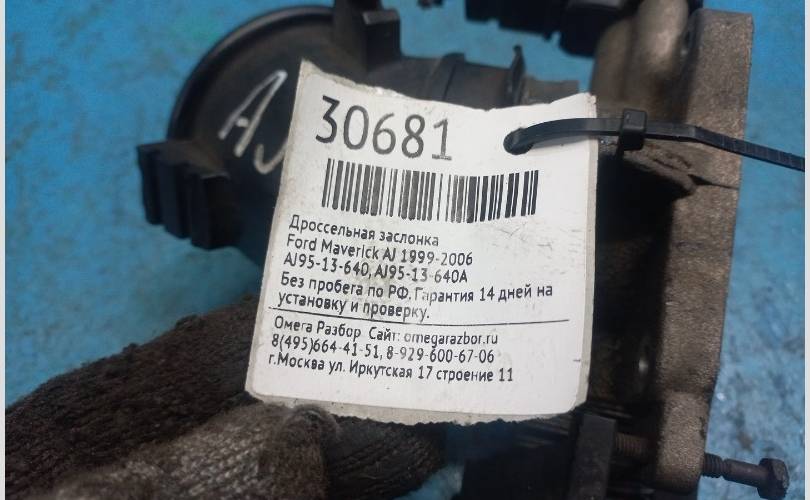 AJ
30681
Дроссельная заслонка
Ford Maverick AJ 1999-2006
AJ95-13-640, AJ95-13-640A
Без пробега по РФ. Гарантия 14 дней на
установку и проверку.
Омега Разбор Сайт: omegarazbor.ru
8(495)664-41-51, 8-929-600-67-06
г.Москва ул. Иркутская 17 строение 11